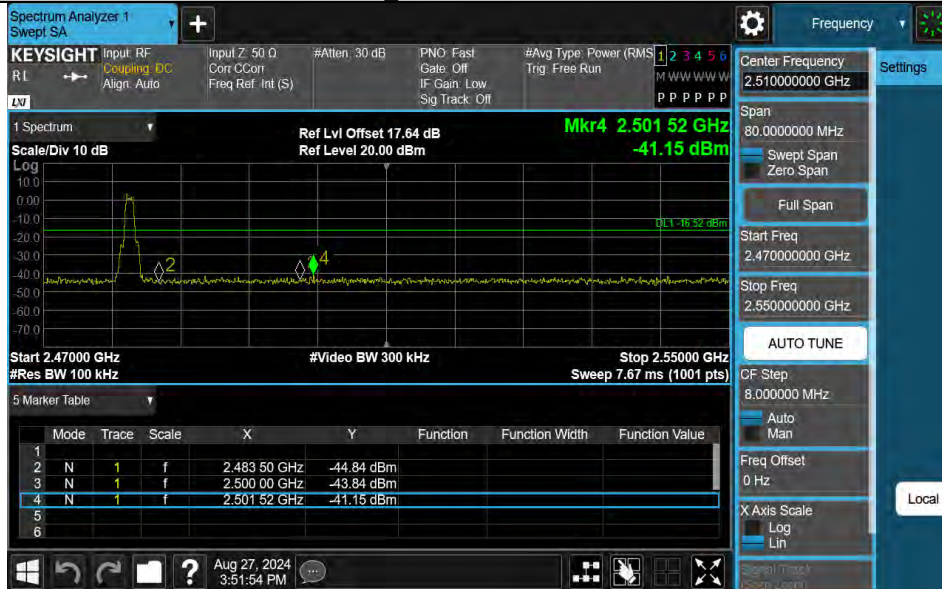 Spectrum Analyzer 1
Swept SA
+
Frequency
KEYSIGHT
RL
LXI
Input: RF
Coupling: DC
Align: Auto
Input Z: 50 Ω
Corr CCorr
Freq Ref: Int (S)
#Atten: 30 dB
PNO: Fast
Gate: Off
IF Gain: Low
Sig Track: Off
#Avg Type: Power (RMS
Trig: Free Run
1 2 3 4 5 6
M W W W W W
P P P P P P
1 Spectrum
Scale/Div 10 dB
Ref Lvl Offset 17.64 dB
Ref Level 20.00 dBm
Mkr4 2.501 52 GHz
-41.15 dBm
Log
10.0
0.00
-10.0
-20.0
-30.0
-40.0
-50.0
-60.0
-70.0
DL1 -16.52 dBm
2
4
Start 2.47000 GHz
#Video BW 300 kHz
Stop 2.55000 GHz
#Res BW 100 kHz
Sweep 7.67 ms (1001 pts)
5 Marker Table
Mode Trace Scale X Y Function Function Width Function Value
1
2 N 1 f 2.483 50 GHz -44.84 dBm
3 N 1 f 2.500 00 GHz -43.84 dBm
4 N 1 f 2.501 52 GHz -41.15 dBm
5
6
?
Aug 27, 2024
3:51:54 PM
Center Frequency
2.510000000 GHz
Settings
Span
80.0000000 MHz
Swept Span
Zero Span
Full Span
Start Freq
2.470000000 GHz
Stop Freq
2.550000000 GHz
AUTO TUNE
CF Step
8.000000 MHz
Auto
Man
Freq Offset
0 Hz
Local
X Axis Scale
Log
Lin
Signal Track